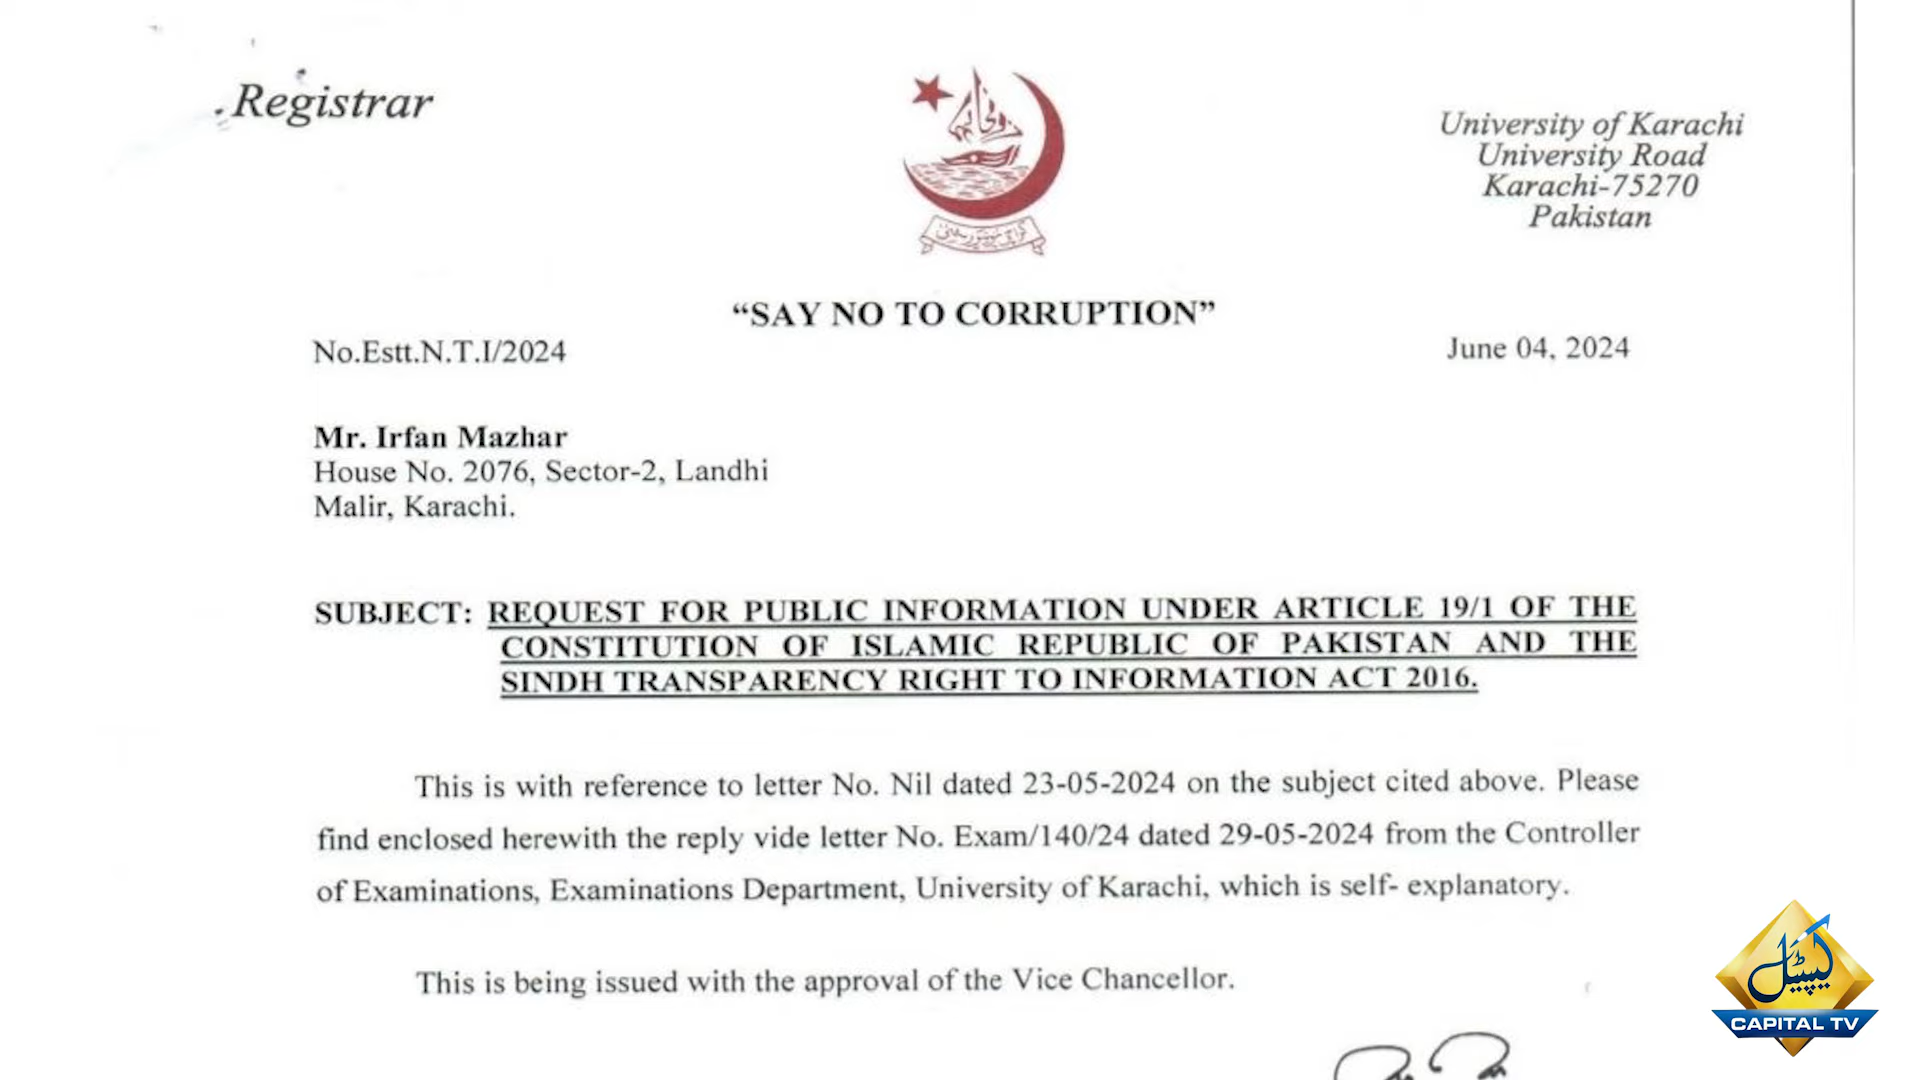 Registrar
University of Karachi
University Road
Karachi-75270
Pakistan
“SAY NO TO CORRUPTION”
No.Estt.N.T.I/2024
June 04, 2024
Mr. Irfan Mazhar
House No. 2076, Sector-2, Landhi
Malir, Karachi.
SUBJECT: REQUEST FOR PUBLIC INFORMATION UNDER ARTICLE 19/1 OF THE
CONSTITUTION OF ISLAMIC REPUBLIC OF PAKISTAN AND THE
SINDH TRANSPARENCY RIGHT TO INFORMATION ACT 2016.
This is with reference to letter No. Nil dated 23-05-2024 on the subject cited above. Please
find enclosed herewith the reply vide letter No. Exam/140/24 dated 29-05-2024 from the Controller
of Examinations, Examinations Department, University of Karachi, which is self- explanatory.
This is being issued with the approval of the Vice Chancellor.
کیپیٹل
CAPITAL TV